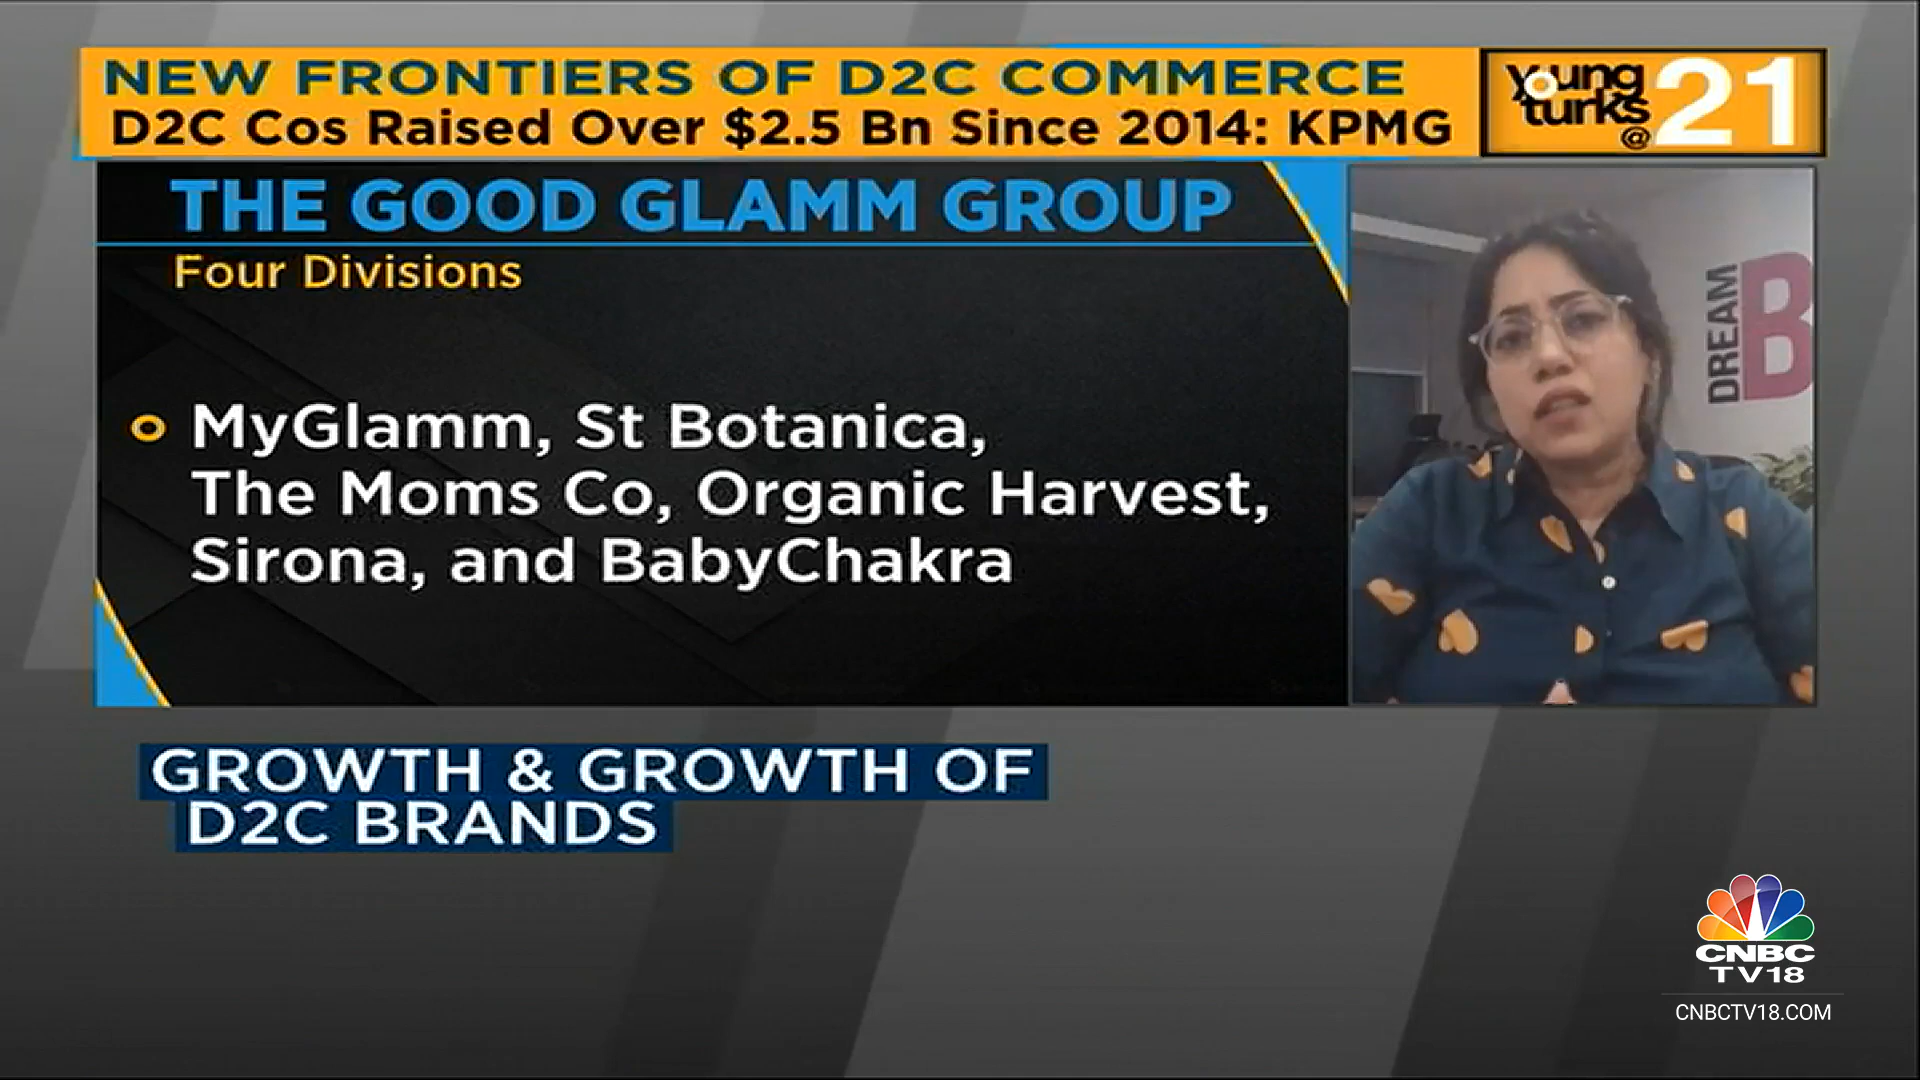 NEW FRONTIERS OF D2C COMMERCE
D2C Cos Raised Over $2.5 Bn Since 2014: KPMG
young
turks
@
21
THE GOOD GLAMM GROUP
Four Divisions
MyGlamm, St Botanica,
The Moms Co, Organic Harvest,
Sirona, and BabyChakra
DREAM
B
GROWTH & GROWTH OF
D2C BRANDS
CNBC
TV18
CNBCTV18.COM